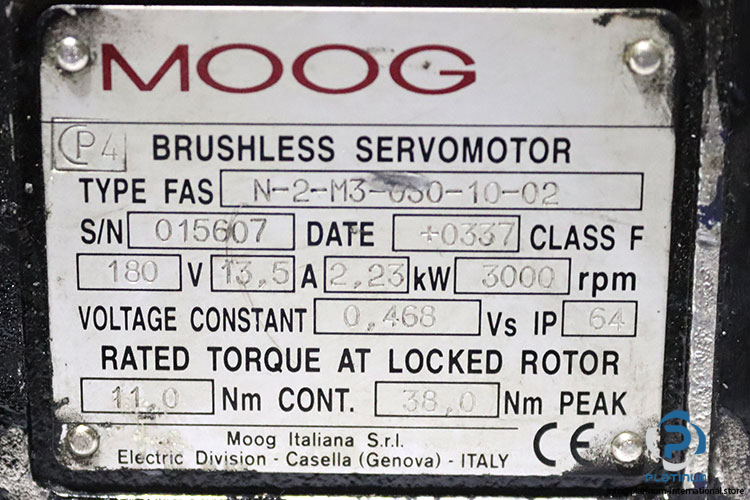 MOOG
P4 BRUSHLESS SERVOMOTOR
TYPE FAS N-2-M3-030-10-02
S/N 015607 DATE +0337 CLASS F
180 V 13,5 A 2,23 kW 3000 rpm
VOLTAGE CONSTANT 0,468 Vs IP 64
RATED TORQUE AT LOCKED ROTOR
11,0 Nm CONT. 38,0 Nm PEAK
Moog Italiana S.r.l.
Electric Division - Casella (Genova) - ITALY
CE
PLATINUM